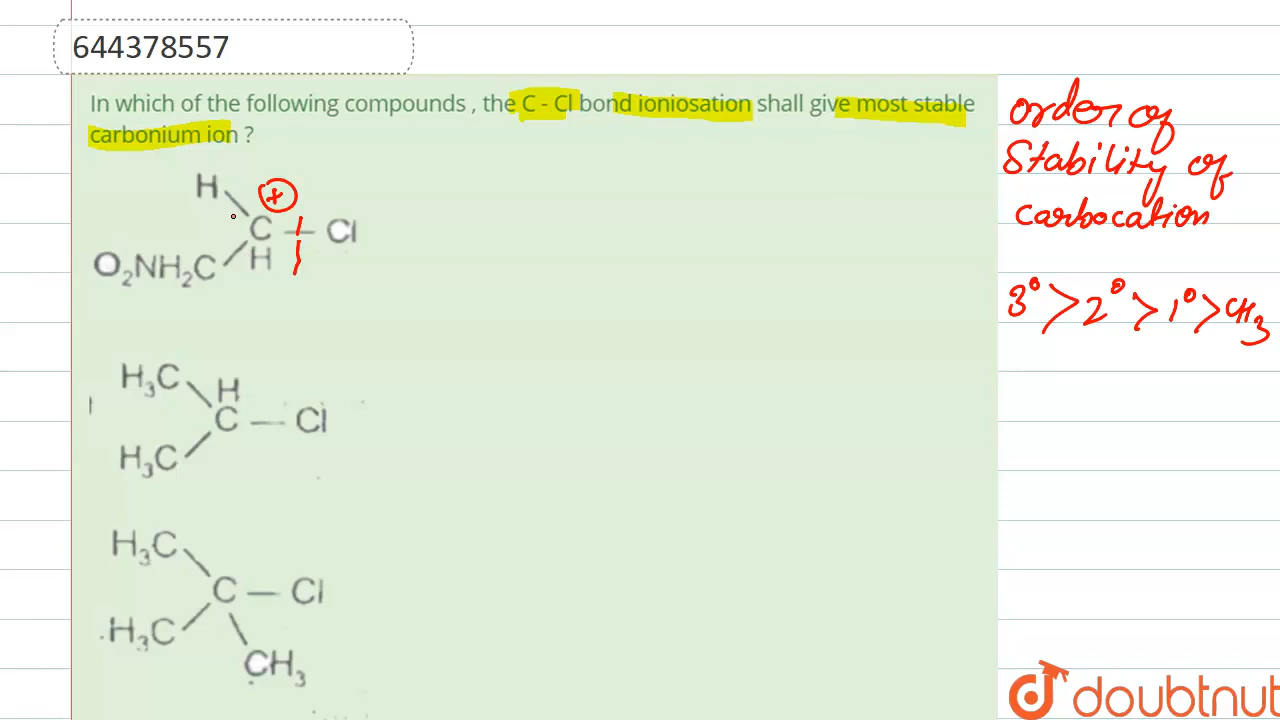 644378557
In which of the following compounds , the C - Cl bond ioniosation shall give most stable
carbonium ion ?
H
+
C — Cl
O₂NH₂C H
H₃C H
C — Cl
H₃C
H₃C
C — Cl
H₃C
CH₃
order of
Stability of
carbocation
3° > 2° > 1° > CH₃
doubtnut